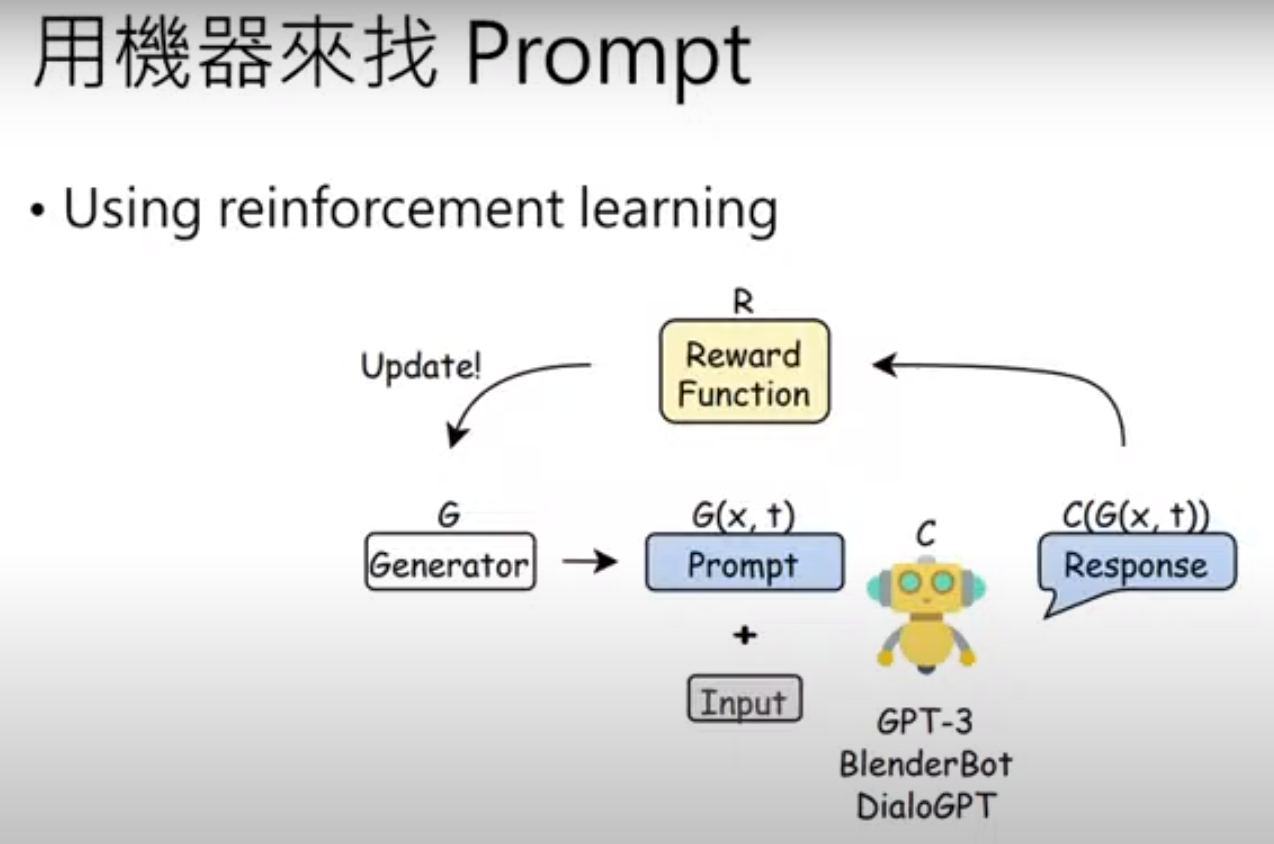 用機器來找 Prompt
• Using reinforcement learning
R
Reward
Function
Update!
G
Generator
G(x, t)
Prompt
+
Input
C
GPT-3
BlenderBot
DialoGPT
C(G(x, t))
Response